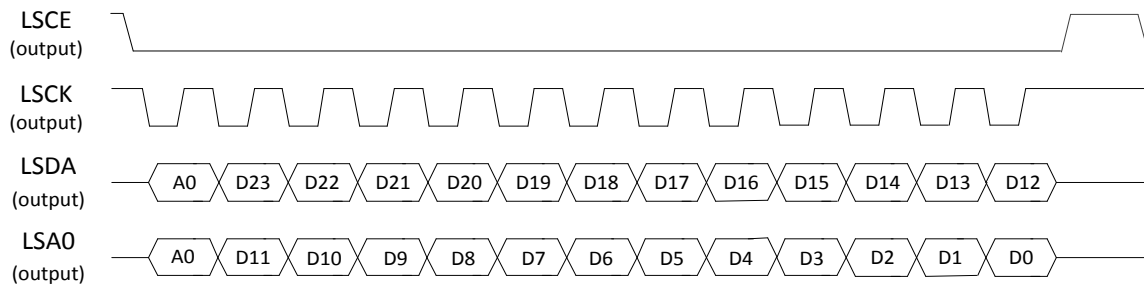 LSCE
(output)
LSCK
(output)
LSDA
(output)
A0 D23 D22 D21 D20 D19 D18 D17 D16 D15 D14 D13 D12
LSA0
(output)
A0 D11 D10 D9 D8 D7 D6 D5 D4 D3 D2 D1 D0